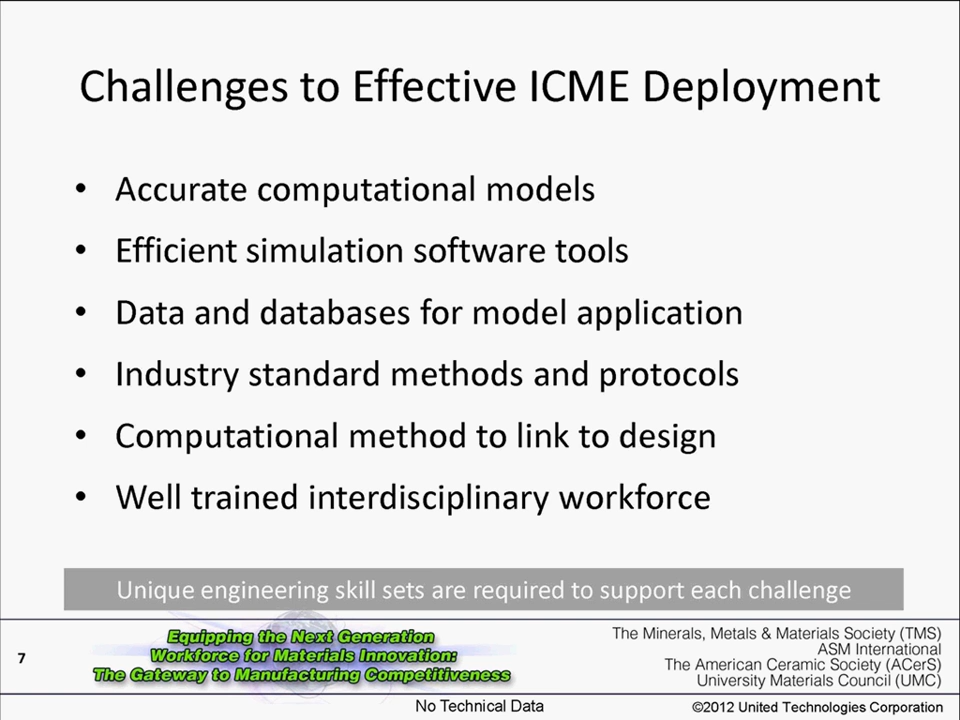 Challenges to Effective ICME Deployment
• Accurate computational models
• Efficient simulation software tools
• Data and databases for model application
• Industry standard methods and protocols
• Computational method to link to design
• Well trained interdisciplinary workforce
Unique engineering skill sets are required to support each challenge
7
Equipping the Next Generation
Workforce for Materials Innovation:
The Gateway to Manufacturing Competitiveness
The Minerals, Metals & Materials Society (TMS)
ASM International
The American Ceramic Society (ACerS)
University Materials Council (UMC)
No Technical Data
©2012 United Technologies Corporation